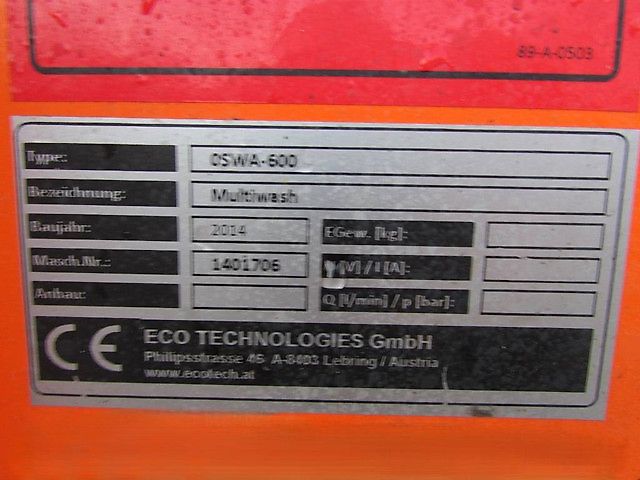 89-A-0503
Type: 0SWA-600
Bezeichnung: Multiwash
Baujahr: 2014 EGew. [kg]:
Masch.Nr.: 1401706 U [V] / I [A]:
Anbau: Q [l/min] / p [bar]:
CE ECO TECHNOLOGIES GmbH
Philipsstrasse 46 A-8403 Lebring / Austria
www.ecotech.at